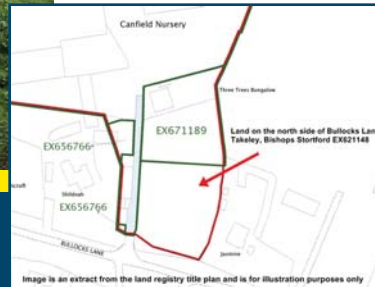 Canfield Nursery
Three Trees Bungalow
EX671189
Land on the north side of Bullocks Lan
Takeley, Bishops Stortford EX621148
EX656766
Shildvah
EX656766
BULLOCKS LANE
Jasmine
Image is an extract from the land registry title plan and is for illustration purposes only